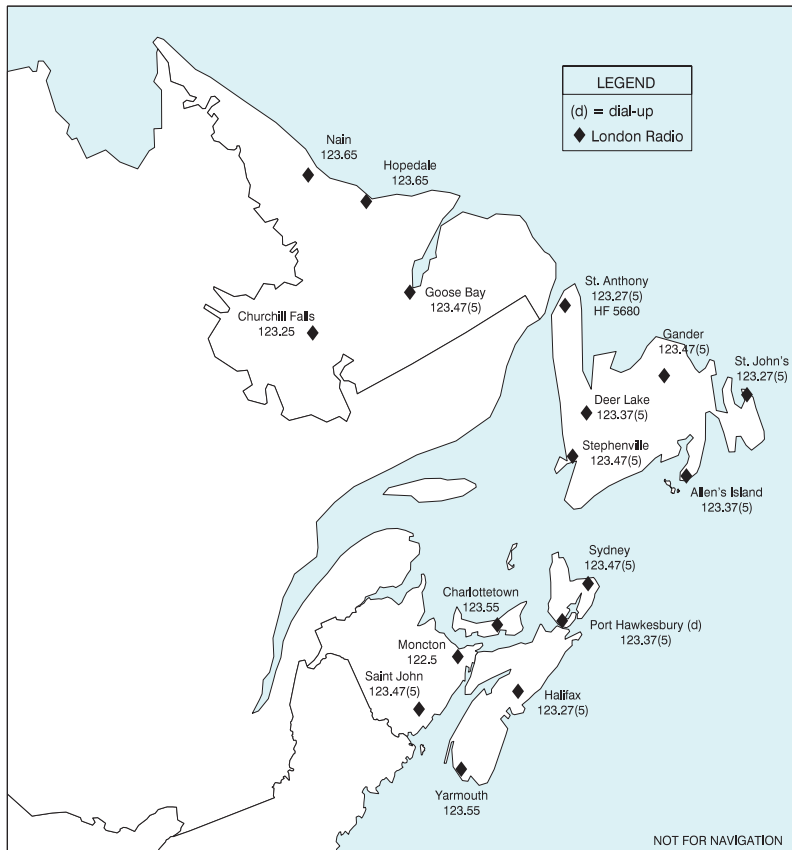 LEGEND
(d) = dial-up
London Radio
Nain
123.65
Hopedale
123.65
Goose Bay
123.47(5)
Churchill Falls
123.25
St. Anthony
123.27(5)
HF 5680
Gander
123.47(5)
St. John's
123.27(5)
Deer Lake
123.37(5)
Stephenville
123.47(5)
Allen's Island
123.37(5)
Sydney
123.47(5)
Charlottetown
123.55
Port Hawkesbury (d)
123.37(5)
Moncton
122.5
Saint John
123.47(5)
Halifax
123.27(5)
Yarmouth
123.55
NOT FOR NAVIGATION